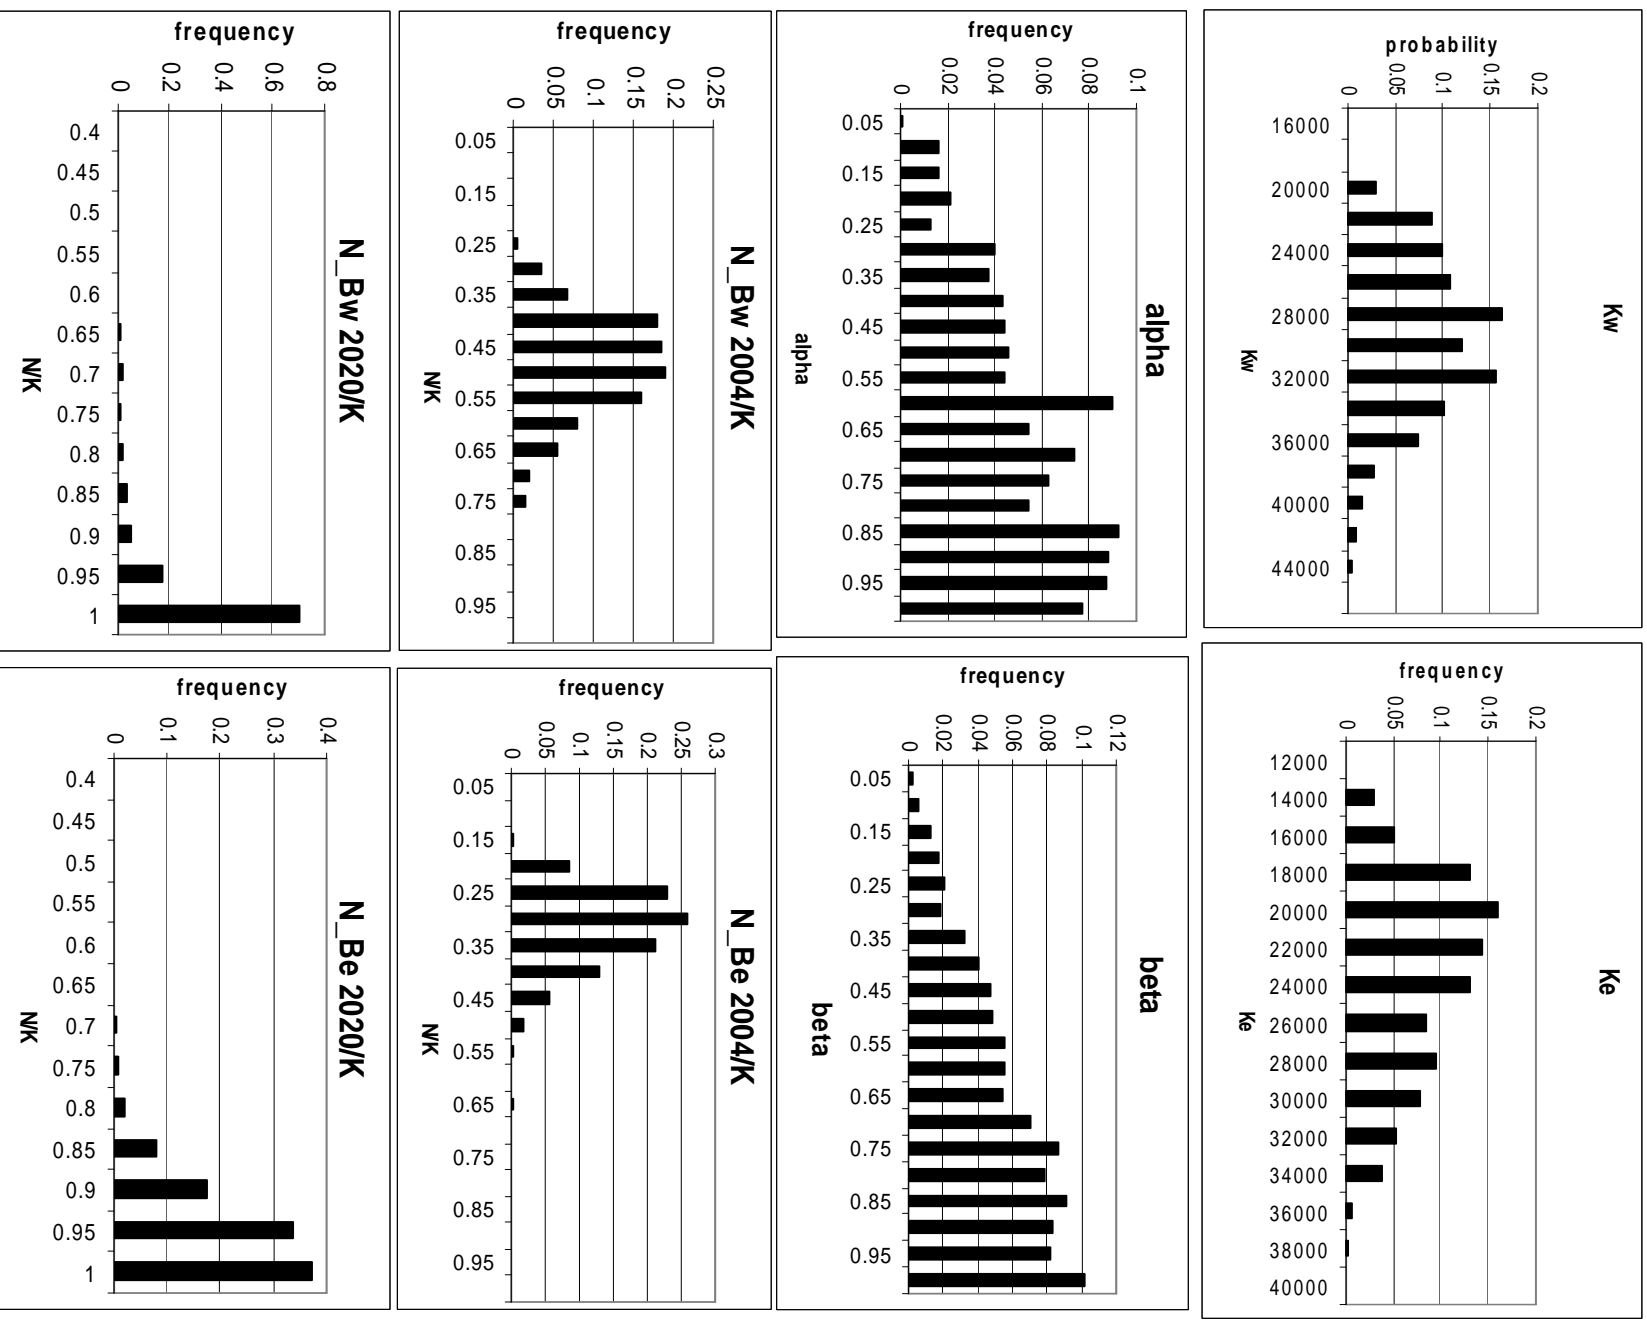 Kw
probability
0 0.05 0.1 0.15 0.2
16000
20000
24000
28000
32000
36000
40000
44000
Kw
Ke
frequency
0 0.05 0.1 0.15 0.2
12000
14000
16000
18000
20000
22000
24000
26000
28000
30000
32000
34000
36000
38000
40000
Ke
alpha
frequency
0 0.02 0.04 0.06 0.08 0.1
0.05
0.15
0.25
0.35
0.45
0.55
0.65
0.75
0.85
0.95
alpha
beta
frequency
0 0.02 0.04 0.06 0.08 0.1 0.12
0.05
0.15
0.25
0.35
0.45
0.55
0.65
0.75
0.85
0.95
beta
N_Bw 2004/K
frequency
0 0.05 0.1 0.15 0.2 0.25
0.05
0.15
0.25
0.35
0.45
0.55
0.65
0.75
0.85
0.95
N/K
N_Be 2004/K
frequency
0 0.05 0.1 0.15 0.2 0.25 0.3
0.05
0.15
0.25
0.35
0.45
0.55
0.65
0.75
0.85
0.95
N/K
N_Bw 2020/K
frequency
0 0.2 0.4 0.6 0.8
0.4
0.45
0.5
0.55
0.6
0.65
0.7
0.75
0.8
0.85
0.9
0.95
1
N/K
N_Be 2020/K
frequency
0 0.1 0.2 0.3 0.4
0.4
0.45
0.5
0.55
0.6
0.65
0.7
0.75
0.8
0.85
0.9
0.95
1
N/K